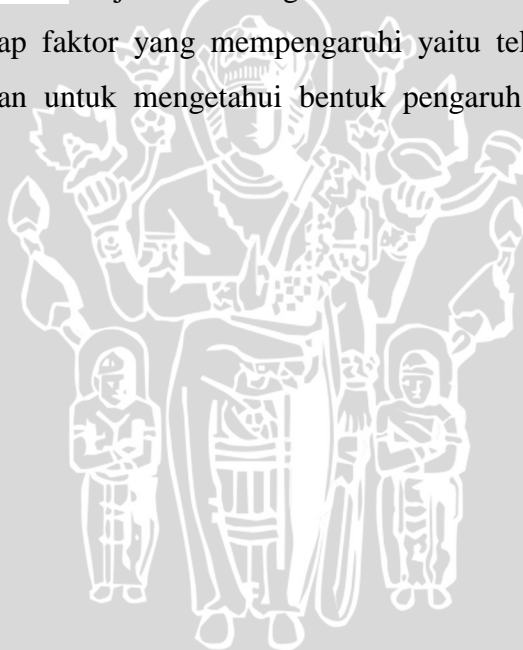 ap faktor yang mempengaruhi yaitu tel
an untuk mengetahui bentuk pengaruh